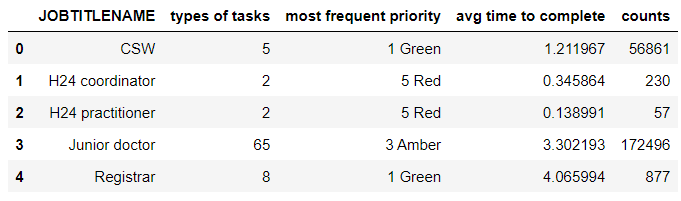 JOBTITLENAME types of tasks most frequent priority avg time to complete counts
0 CSW 5 1 Green 1.211967 56861
1 H24 coordinator 2 5 Red 0.345864 230
2 H24 practitioner 2 5 Red 0.138991 57
3 Junior doctor 65 3 Amber 3.302193 172496
4 Registrar 8 1 Green 4.065994 877